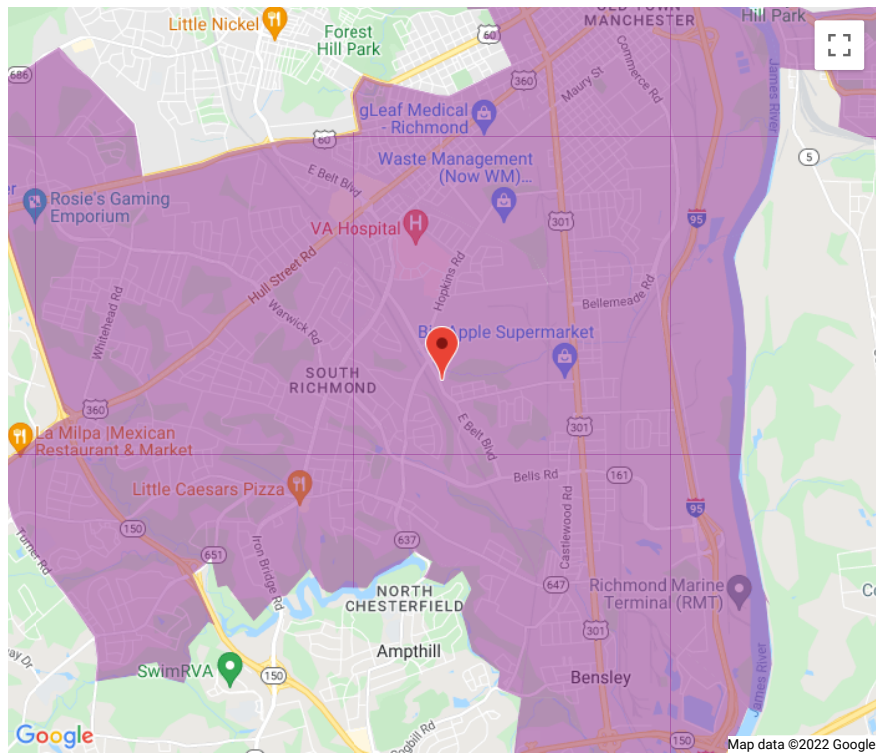 OLD TOWN
MANCHESTER
Hill Park
Little Nickel
Forest
Hill Park
60
686
360
Maury St
Commerce Rd
James River
gLeaf Medical
- Richmond
60
5
Waste Management
(Now WM)...
E Belt Blvd
Rosie's Gaming
Emporium
VA Hospital
301
95
Hull Street Rd
Hopkins Rd
Bellemeade Rd
Whitehead Rd
Warwick Rd
Apple Supermarket
SOUTH
RICHMOND
360
E Belt Blvd
301
La Milpa |Mexican
Restaurant & Market
Bells Rd
161
Little Caesars Pizza
95
150
Castlewood Rd
Turner Rd
651
Iron Bridge Rd
637
647
Richmond Marine
Terminal (RMT)
NORTH
CHESTERFIELD
301
Ampthill
James River
SwimRVA
150
Bensley
Google
150
Map data ©2022 Google